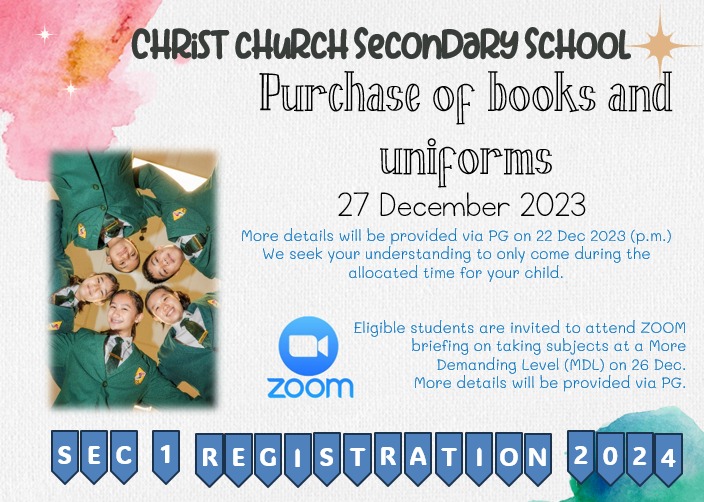 CHRIST CHURCH SECONDARY SCHOOL
Purchase of books and
uniforms
27 December 2023
More details will be provided via PG on 22 Dec 2023 (p.m.)
We seek your understanding to only come during the
allocated time for your child.
Eligible students are invited to attend ZOOM
briefing on taking subjects at a More
Demanding Level (MDL) on 26 Dec.
More details will be provided via PG.
zoom
SEC 1 REGISTRATION 2024